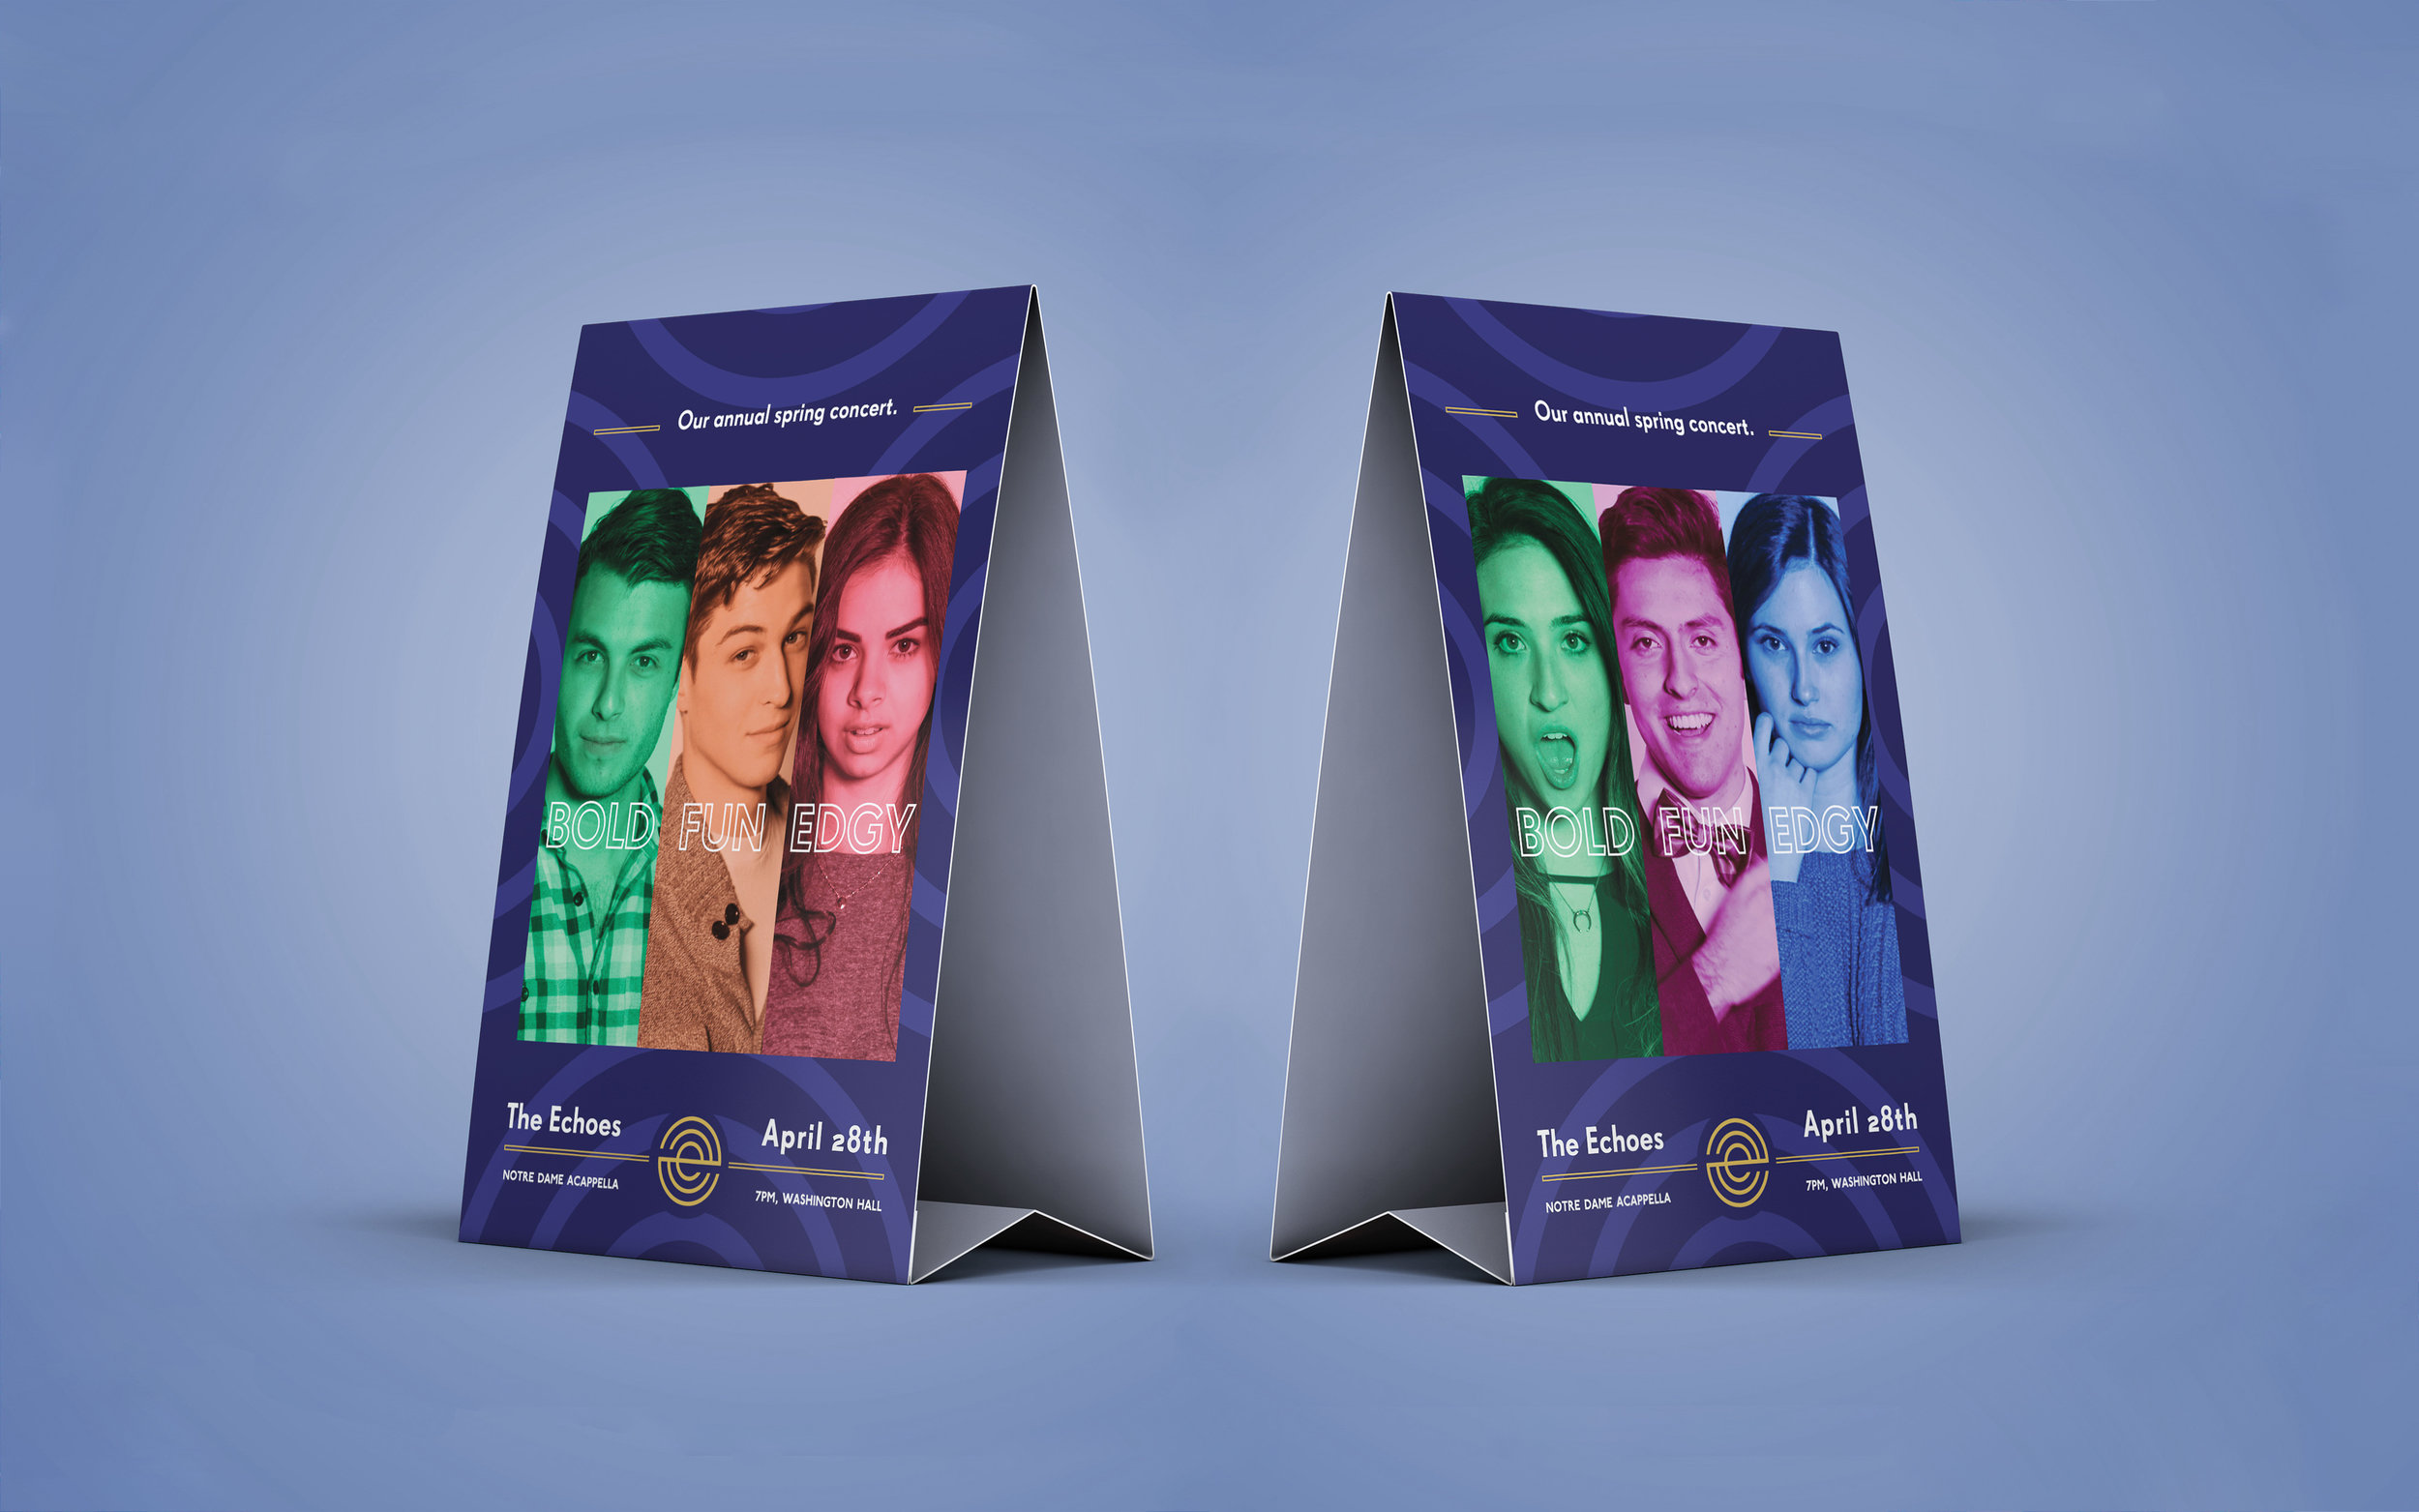 Our annual spring concert.
BOLD FUN EDGY
The Echoes
NOTRE DAME ACAPPELLA
April 28th
7PM, WASHINGTON HALL
Our annual spring concert.
BOLD FUN EDGY
The Echoes
NOTRE DAME ACAPPELLA
April 28th
7PM, WASHINGTON HALL